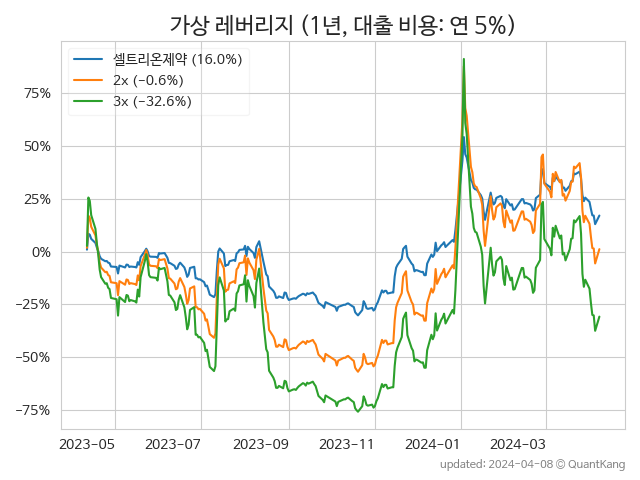 가상 레버리지 (1년, 대출 비용: 연 5%)
셀트리온제약 (16.0%)
2x (−0.6%)
3x (−32.6%)
75%
50%
25%
0%
−25%
−50%
−75%
2023-05 2023-07 2023-09 2023-11 2024-01 2024-03
updated: 2024-04-08 © QuantKang